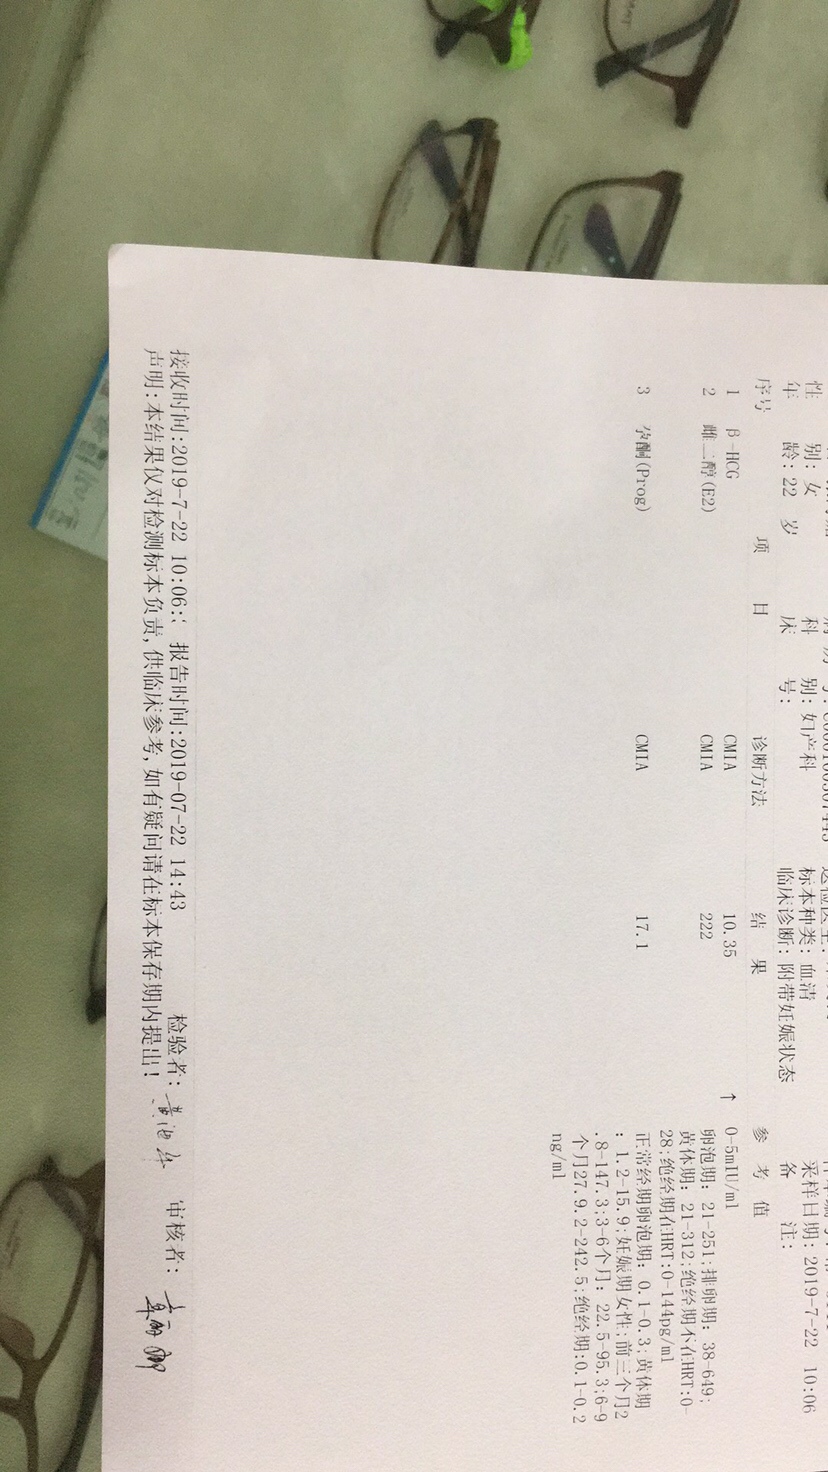 性 别: 女 科 别: 妇产科 标本种类: 血清 采样日期: 2019-7-22 10:06
年 龄: 22 岁 床 号: 临床诊断: 附带妊娠状态 备 注:
序号 项 目 诊断方法 结 果 参 考 值
1 β-HCG CMIA 10.35 ↑ 0-5mIU/ml
2 雌二醇(E2) CMIA 222 卵泡期: 21-251;排卵期: 38-649;
黄体期: 21-312;绝经期不在HRT:0-
28;绝经期在HRT:0-144pg/ml
3 孕酮(Prog) CMIA 17.1 正常经期卵泡期: 0.1-0.3;黄体期
: 1.2-15.9;妊娠期女性:前三个月2
.8-147.3;3-6个月: 22.5-95.3;6-9
个月27.9.2-242.5;绝经期:0.1-0.2
ng/ml
接收时间:2019-7-22 10:06: 报告时间:2019-07-22 14:43 检验者: 审核者:
声明:本结果仅对检测标本负责,供临床参考,如有疑问请在标本保存期内提出!